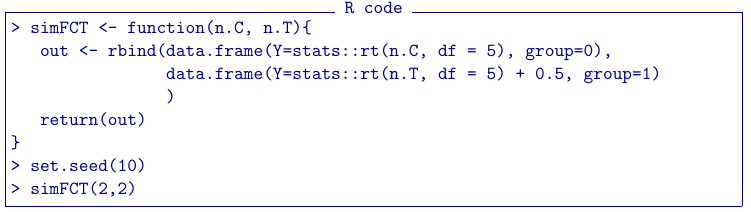 R code
> simFCT <- function(n.C, n.T){
   out <- rbind(data.frame(Y=stats::rt(n.C, df = 5), group=0),
                data.frame(Y=stats::rt(n.T, df = 5) + 0.5, group=1)
                )
   return(out)
}
> set.seed(10)
> simFCT(2,2)